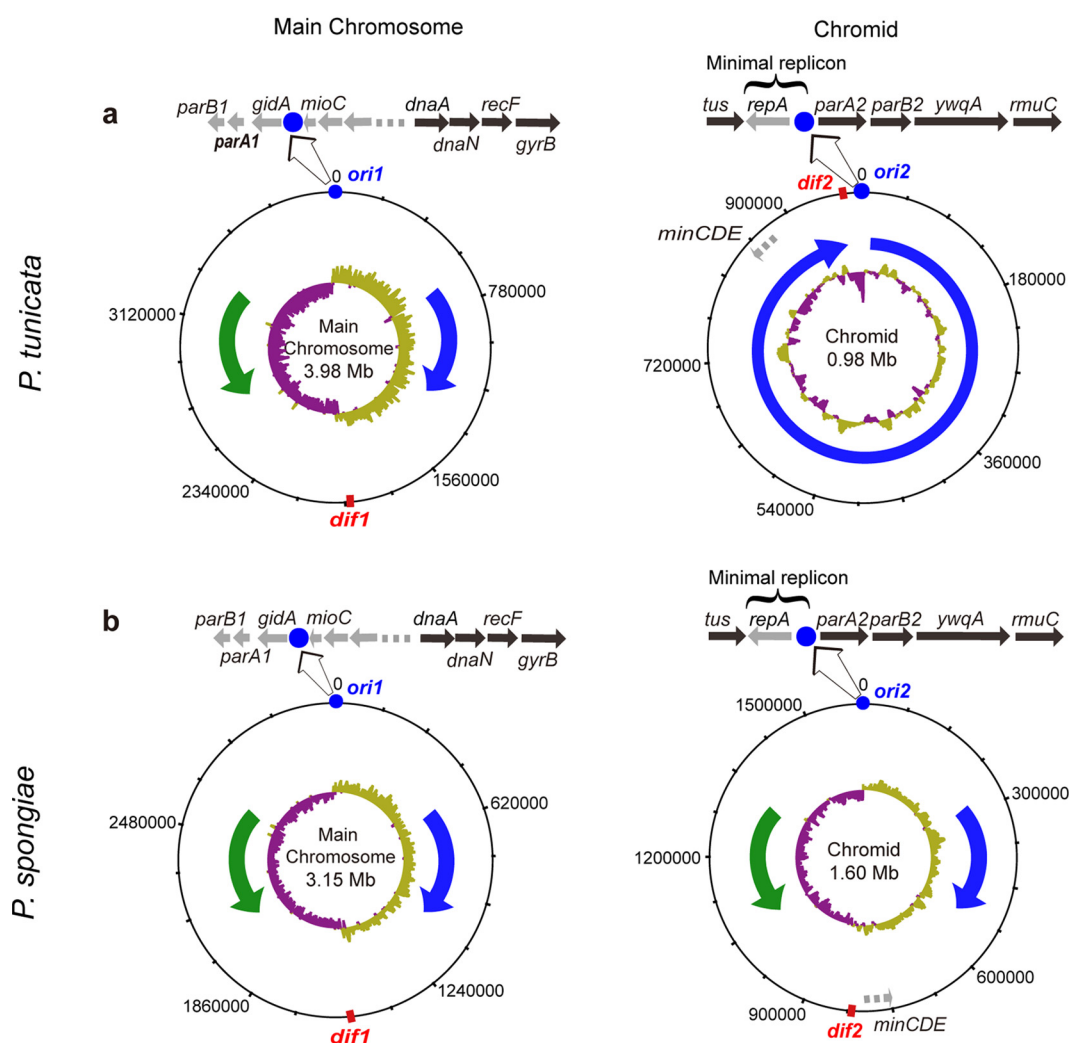 Main Chromosome
Chromid
P. tunicata
a
parB1 gidA mioC dnaA recF
parA1 dnaN gyrB
0 ori1
780000
1560000
dif1
2340000
3120000
Main
Chromosome
3.98 Mb
Minimal replicon
tus repA parA2 parB2 ywqA rmuC
0
dif2 ori2
900000
minCDE
180000
720000
360000
540000
Chromid
0.98 Mb
P. spongiae
b
parB1 gidA mioC dnaA recF
parA1 dnaN gyrB
0 ori1
620000
1240000
dif1
1860000
2480000
Main
Chromosome
3.15 Mb
Minimal replicon
tus repA parA2 parB2 ywqA rmuC
0 ori2
1500000
300000
1200000
600000
900000
dif2 minCDE
Chromid
1.60 Mb